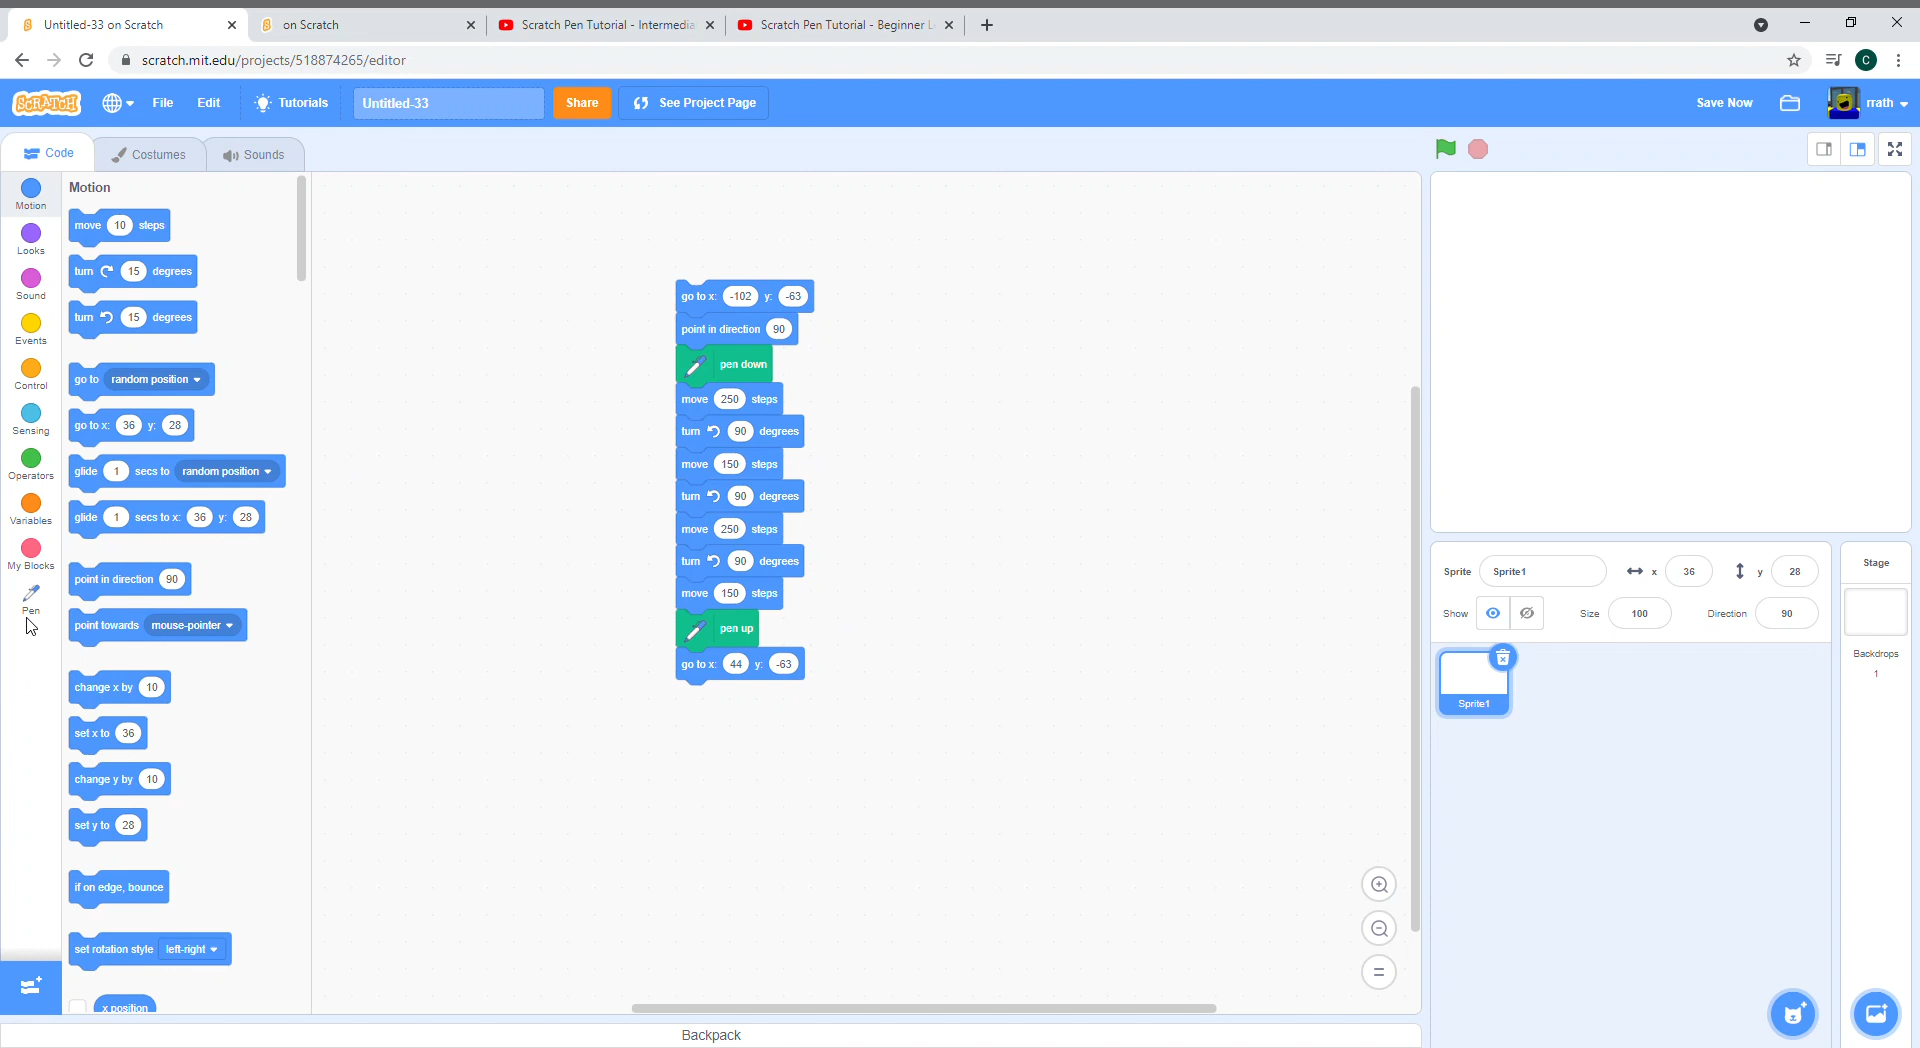 Untitled-33 on Scratch
on Scratch
Scratch Pen Tutorial - Intermedia
Scratch Pen Tutorial - Beginner L
scratch.mit.edu/projects/518874265/editor
C
SCRATCH
File
Edit
Tutorials
Untitled-33
Share
See Project Page
Save Now
rrath
Code
Costumes
Sounds
Motion
Looks
Sound
Events
Control
Sensing
Operators
Variables
My Blocks
Pen
Motion
move 10 steps
turn 15 degrees
turn 15 degrees
go to random position
go to x: 36 y: 28
glide 1 secs to random position
glide 1 secs to x: 36 y: 28
point in direction 90
point towards mouse-pointer
change x by 10
set x to 36
change y by 10
set y to 28
if on edge, bounce
set rotation style left-right
x position
go to x: -102 y: -63
point in direction 90
pen down
move 250 steps
turn 90 degrees
move 150 steps
turn 90 degrees
move 250 steps
turn 90 degrees
move 150 steps
pen up
go to x: 44 y: -63
Backpack
Sprite Sprite1 x 36 y 28
Show Size 100 Direction 90
Sprite1
Stage
Backdrops
1